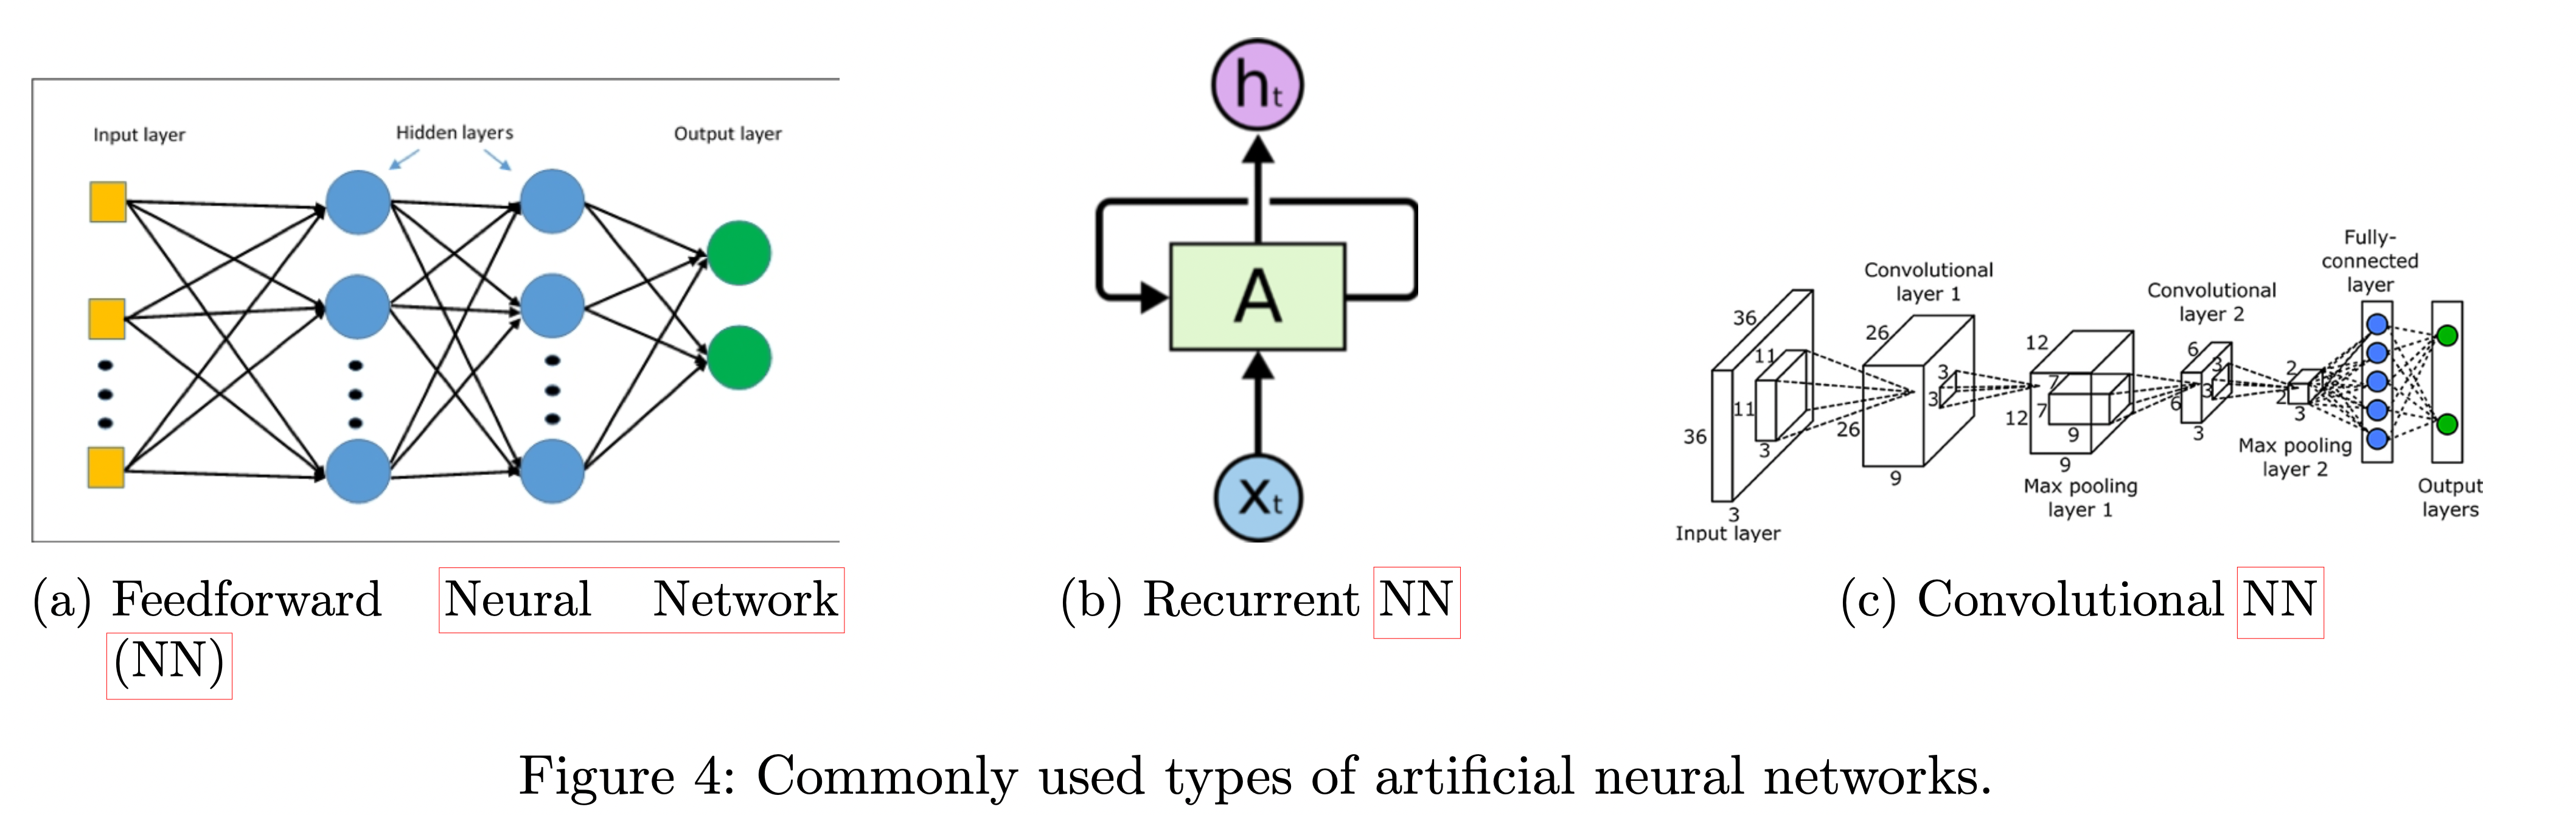 Input layer
Hidden layers
Output layer
(a) Feedforward Neural Network
(NN)
h t
A
x t
(b) Recurrent NN
36
36
3
Input layer
11
11
3
Convolutional
layer 1
26
26
9
3
3
12
12
9
7
7
9
Max pooling
layer 1
Convolutional
layer 2
6
6
3
3
3
2
2
3
Max pooling
layer 2
Fully-
connected
layer
Output
layers
(c) Convolutional NN
Figure 4: Commonly used types of artificial neural networks.